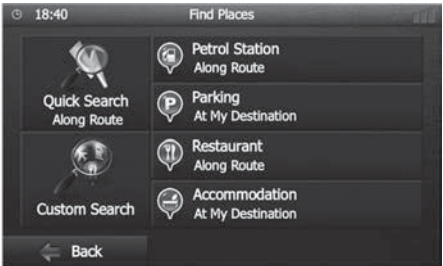 18:40 Find Places
Quick Search
Along Route
Custom Search
Petrol Station
Along Route
P Parking
At My Destination
Restaurant
Along Route
Accommodation
At My Destination
Back